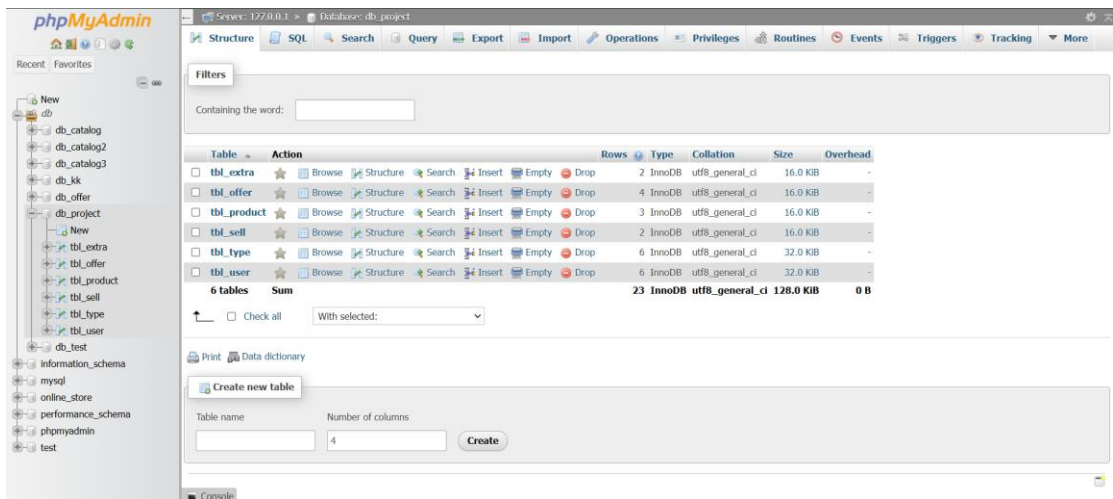 phpMyAdmin
Recent Favorites
New
db
db_catalog
db_catalog2
db_catalog3
db_kk
db_offer
db_project
New
tbl_extra
tbl_offer
tbl_product
tbl_sell
tbl_type
tbl_user
db_test
information_schema
mysql
online_store
performance_schema
phpmyadmin
test
Server: 127.0.0.1 » Database: db_project
Structure SQL Search Query Export Import Operations Privileges Routines Events Triggers Tracking More
Filters
Containing the word:
Table Action Rows Type Collation Size Overhead
tbl_extra Browse Structure Search Insert Empty Drop 2 InnoDB utf8_general_ci 16.0 KiB -
tbl_offer Browse Structure Search Insert Empty Drop 4 InnoDB utf8_general_ci 16.0 KiB -
tbl_product Browse Structure Search Insert Empty Drop 3 InnoDB utf8_general_ci 16.0 KiB -
tbl_sell Browse Structure Search Insert Empty Drop 2 InnoDB utf8_general_ci 16.0 KiB -
tbl_type Browse Structure Search Insert Empty Drop 6 InnoDB utf8_general_ci 32.0 KiB -
tbl_user Browse Structure Search Insert Empty Drop 6 InnoDB utf8_general_ci 32.0 KiB -
6 tables Sum 23 InnoDB utf8_general_ci 128.0 KiB 0 B
Check all With selected:
Print Data dictionary
Create new table
Table name Number of columns
4 Create
Console